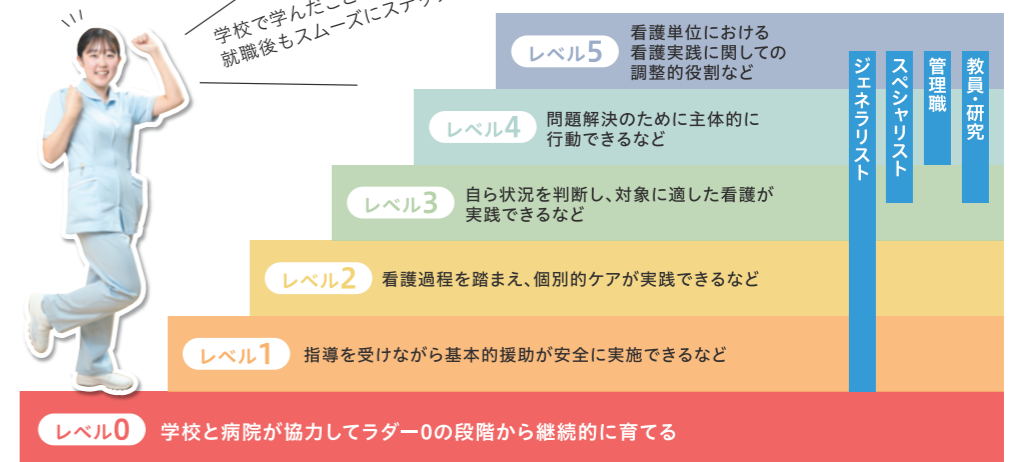 学校で学んだこと
就職後もスムーズにステップ
レベル5
看護単位における
看護実践に関しての
調整的役割など
レベル4
問題解決のために主体的に
行動できるなど
レベル3
自ら状況を判断し、対象に適した看護が
実践できるなど
レベル2
看護過程を踏まえ、個別的ケアが実践できるなど
レベル1
指導を受けながら基本的援助が安全に実施できるなど
レベル0
学校と病院が協力してラダー0の段階から継続的に育てる
ジェネラリスト
スペシャリスト
管理職
教員・研究